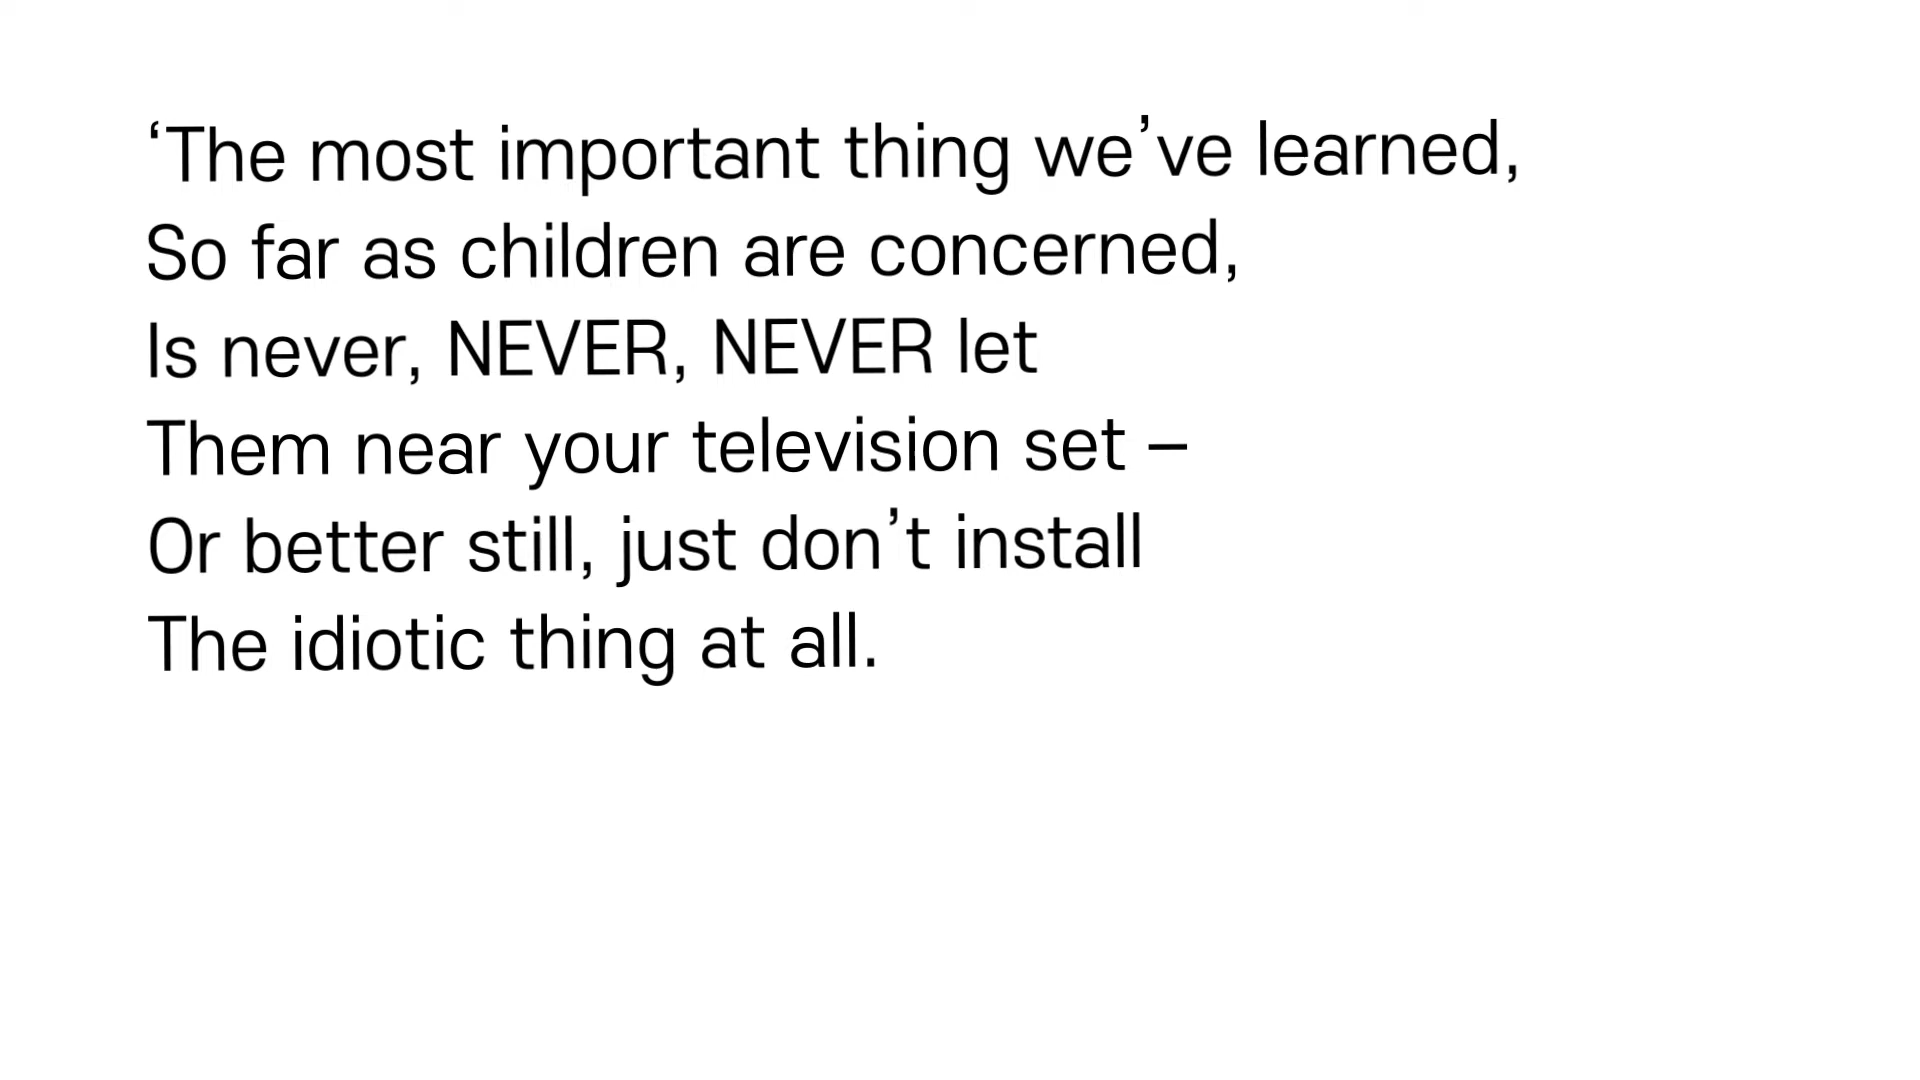 ‘The most important thing we’ve learned,
So far as children are concerned,
Is never, NEVER, NEVER let
Them near your television set –
Or better still, just don’t install
The idiotic thing at all.